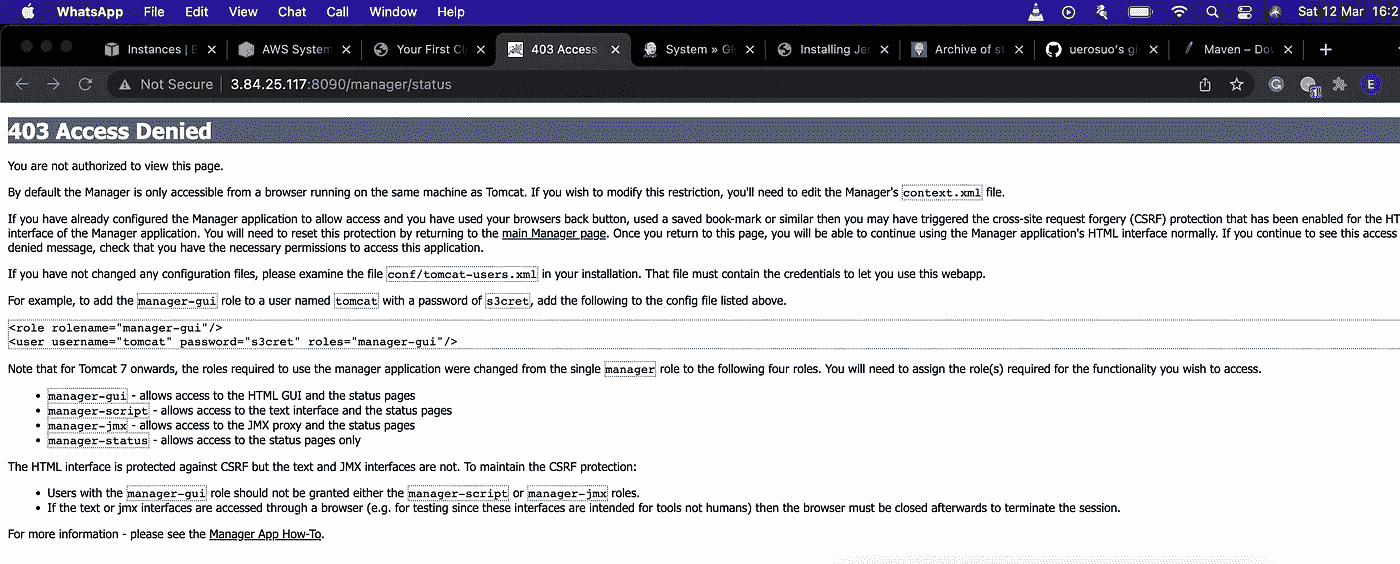 WhatsApp File Edit View Chat Call Window Help Sat 12 Mar 16:2
Instances | E AWS System Your First Cl 403 Access System » Gl Installing Jer Archive of st uerosuo's gi Maven – Dov
Not Secure 3.84.25.117:8090/manager/status E
403 Access Denied
You are not authorized to view this page.
By default the Manager is only accessible from a browser running on the same machine as Tomcat. If you wish to modify this restriction, you'll need to edit the Manager's context.xml file.
If you have already configured the Manager application to allow access and you have used your browsers back button, used a saved book-mark or similar then you may have triggered the cross-site request forgery (CSRF) protection that has been enabled for the HT
interface of the Manager application. You will need to reset this protection by returning to the main Manager page. Once you return to this page, you will be able to continue using the Manager application's HTML interface normally. If you continue to see this access
denied message, check that you have the necessary permissions to access this application.
If you have not changed any configuration files, please examine the file conf/tomcat-users.xml in your installation. That file must contain the credentials to let you use this webapp.
For example, to add the manager-gui role to a user named tomcat with a password of s3cret, add the following to the config file listed above.
<role rolename="manager-gui"/>
<user username="tomcat" password="s3cret" roles="manager-gui"/>
Note that for Tomcat 7 onwards, the roles required to use the manager application were changed from the single manager role to the following four roles. You will need to assign the role(s) required for the functionality you wish to access.
• manager-gui - allows access to the HTML GUI and the status pages
• manager-script - allows access to the text interface and the status pages
• manager-jmx - allows access to the JMX proxy and the status pages
• manager-status - allows access to the status pages only
The HTML interface is protected against CSRF but the text and JMX interfaces are not. To maintain the CSRF protection:
• Users with the manager-gui role should not be granted either the manager-script or manager-jmx roles.
• If the text or jmx interfaces are accessed through a browser (e.g. for testing since these interfaces are intended for tools not humans) then the browser must be closed afterwards to terminate the session.
For more information - please see the Manager App How-To.